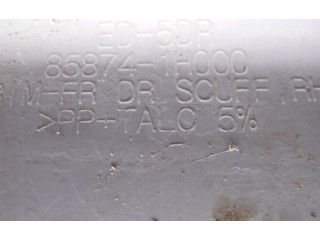 ED-5DR
85874-1H000
TRIM-FR DR SCUFF RH
>PP+TALC 5%